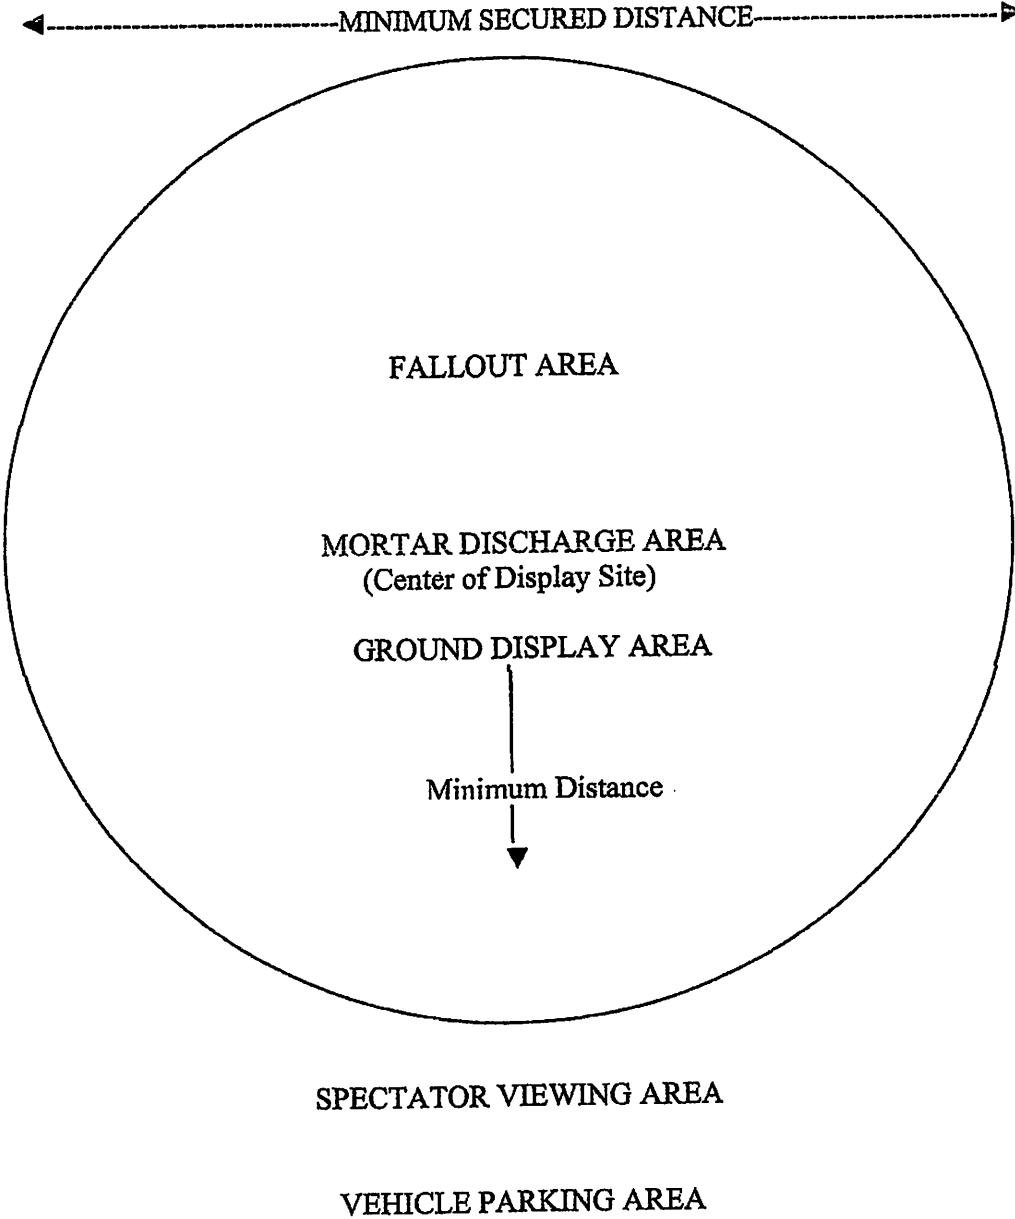 MINIMUM SECURED DISTANCE
FALLOUT AREA
MORTAR DISCHARGE AREA
(Center of Display Site)
GROUND DISPLAY AREA
Minimum Distance
SPECTATOR VIEWING AREA
VEHICLE PARKING AREA